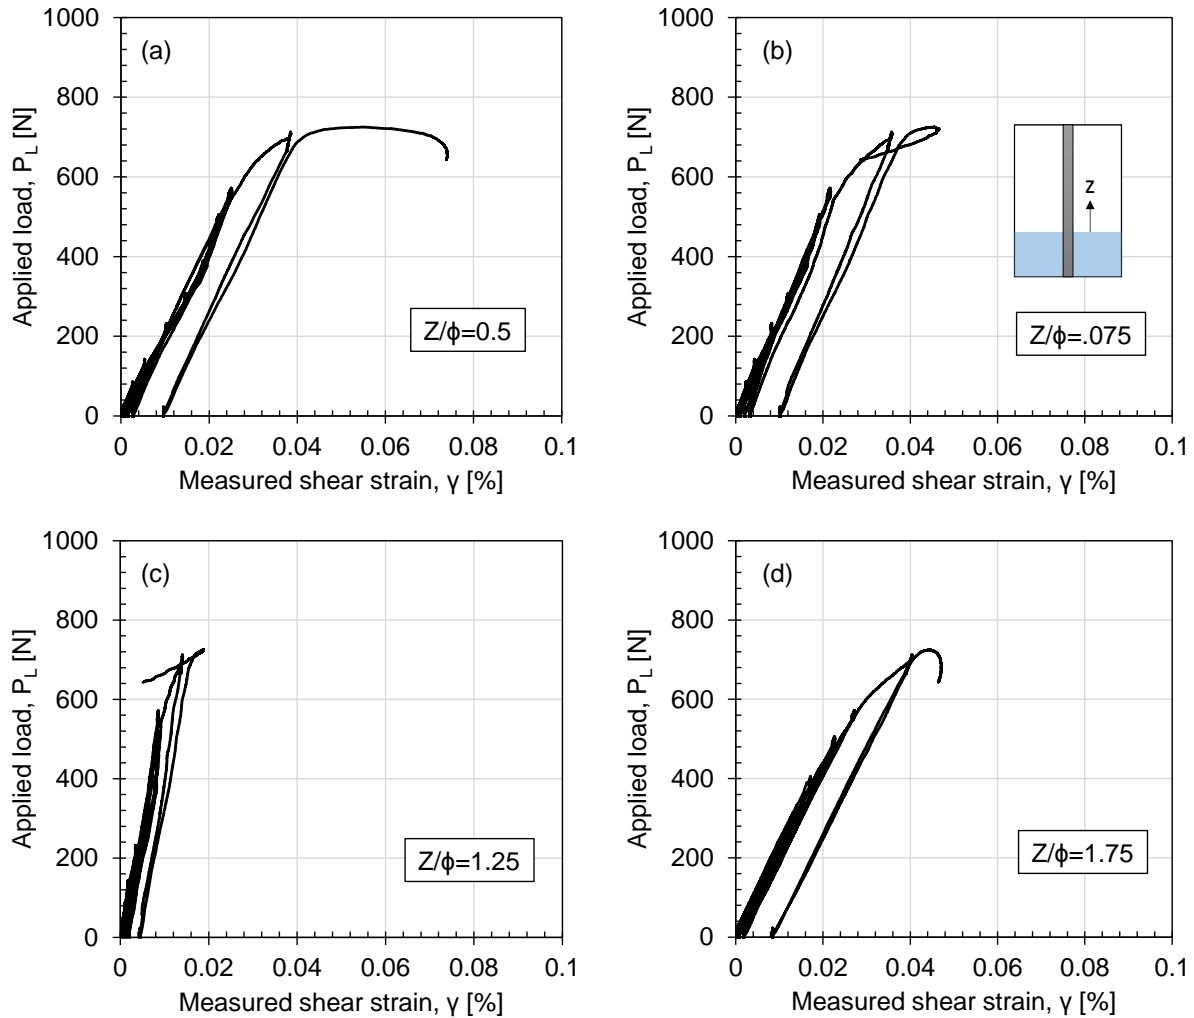 1000
800
600
400
200
0
Applied load, P_L [N]
(a)
Z/ϕ=0.5
0 0.02 0.04 0.06 0.08 0.1
Measured shear strain, γ [%]
1000
800
600
400
200
0
Applied load, P_L [N]
(b)
z
Z/ϕ=.075
0 0.02 0.04 0.06 0.08 0.1
Measured shear strain, γ [%]
1000
800
600
400
200
0
Applied load, P_L [N]
(c)
Z/ϕ=1.25
0 0.02 0.04 0.06 0.08 0.1
Measured shear strain, γ [%]
1000
800
600
400
200
0
Applied load, P_L [N]
(d)
Z/ϕ=1.75
0 0.02 0.04 0.06 0.08 0.1
Measured shear strain, γ [%]